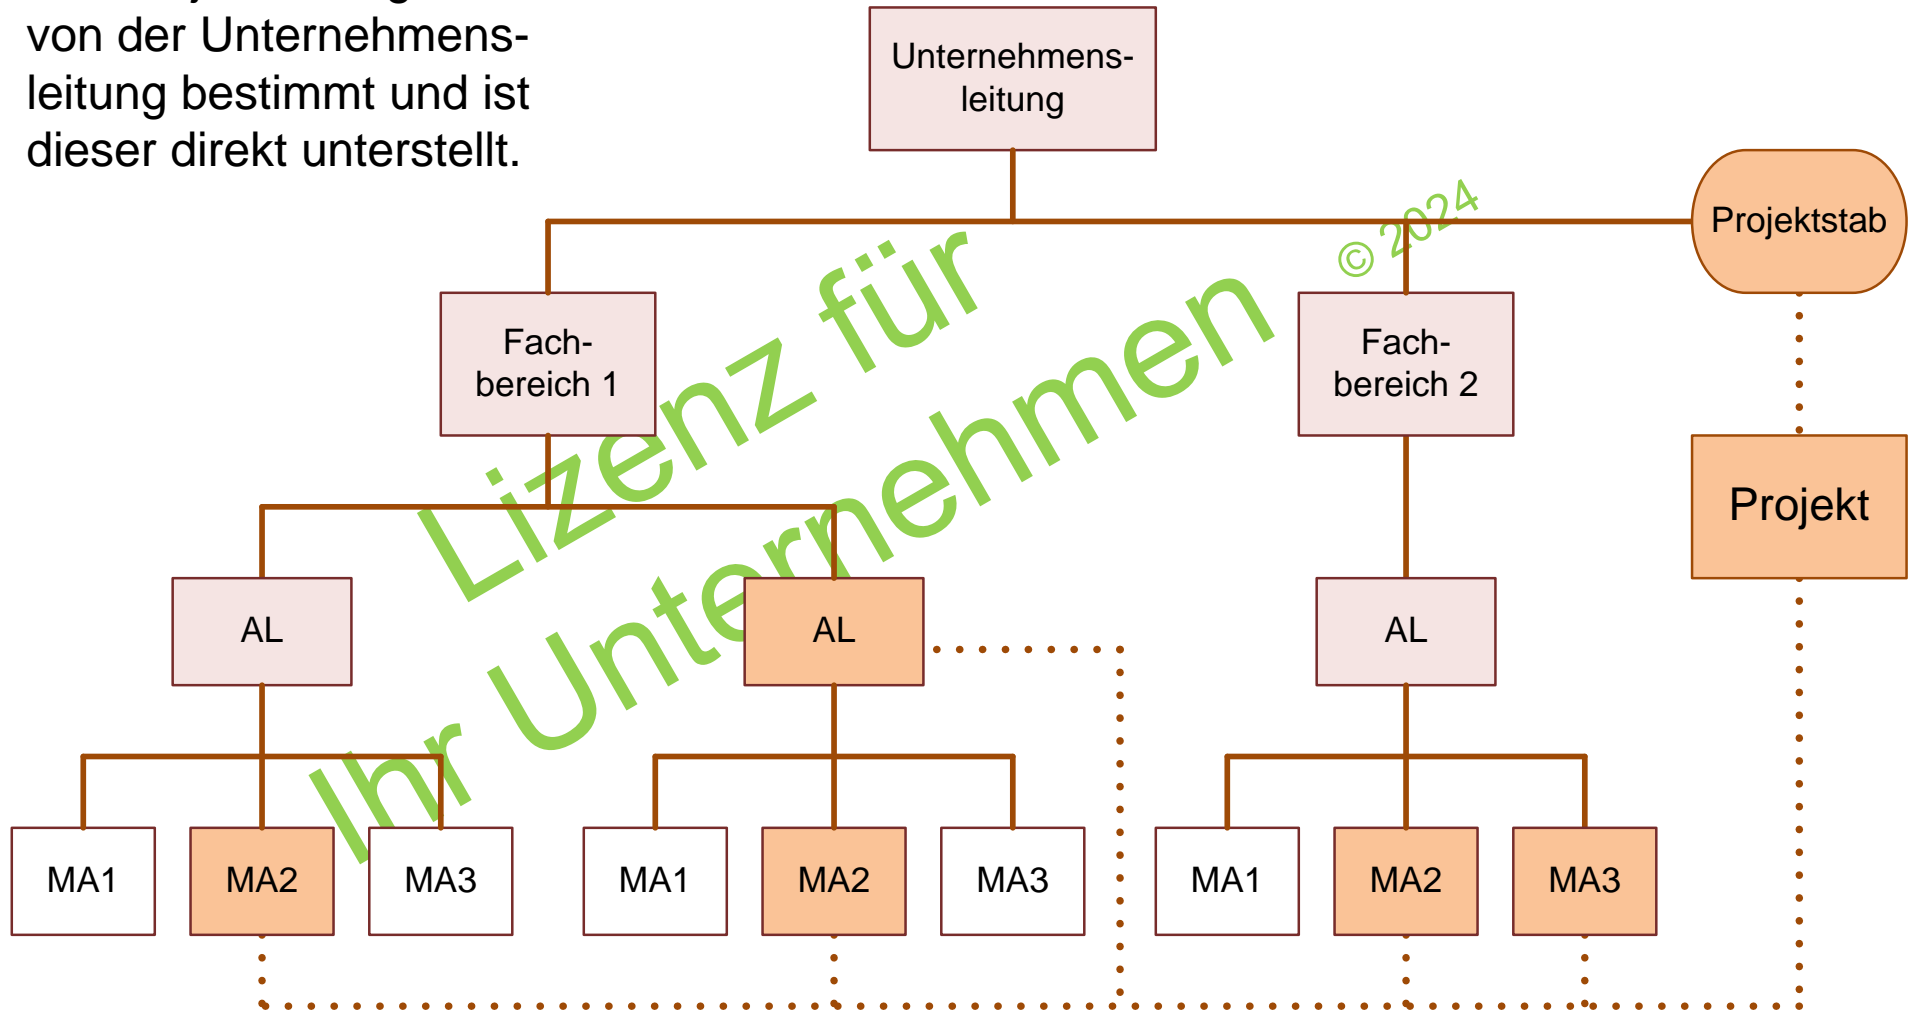 von der Unternehmens-
leitung bestimmt und ist
dieser direkt unterstellt.
Unternehmens-
leitung
Projektstab
© 2024
Lizenz für
Ihr Unternehmen
Fach-
bereich 1
Fach-
bereich 2
Projekt
AL
AL
AL
MA1
MA2
MA3
MA1
MA2
MA3
MA1
MA2
MA3